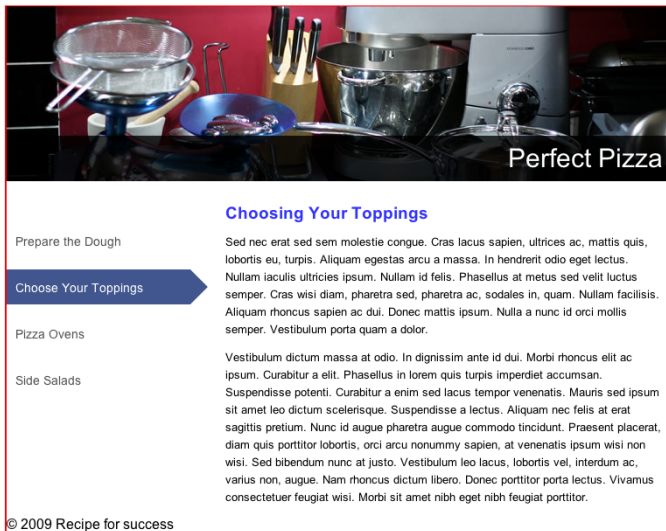 Perfect Pizza
Choosing Your Toppings
Prepare the Dough
Choose Your Toppings
Pizza Ovens
Side Salads
Sed nec erat sed sem molestie congue. Cras lacus sapien, ultrices ac, mattis quis,
lobortis eu, turpis. Aliquam egestas arcu a massa. In hendrerit odio eget lectus.
Nullam iaculis ultricies ipsum. Nullam id felis. Phasellus at metus sed velit luctus
semper. Cras wisi diam, pharetra sed, pharetra ac, sodales in, quam. Nullam facilisis.
Aliquam rhoncus sapien ac dui. Donec mattis ipsum. Nulla a nunc id orci mollis
semper. Vestibulum porta quam a dolor.
Vestibulum dictum massa at odio. In dignissim ante id dui. Morbi rhoncus elit ac
ipsum. Curabitur a elit. Phasellus in lorem quis turpis imperdiet accumsan.
Suspendisse potenti. Curabitur a enim sed lacus tempor venenatis. Mauris sed ipsum
sit amet leo dictum scelerisque. Suspendisse a lectus. Aliquam nec felis at erat
sagittis pretium. Nunc id augue pharetra augue commodo tincidunt. Praesent placerat,
diam quis porttitor lobortis, orci arcu nonummy sapien, at venenatis ipsum wisi non
wisi. Sed bibendum nunc at justo. Vestibulum leo lacus, lobortis vel, interdum ac,
varius non, augue. Nam rhoncus dictum libero. Donec porttitor porta lectus. Vivamus
consectetuer feugiat wisi. Morbi sit amet nibh eget nibh feugiat porttitor.
© 2009 Recipe for success